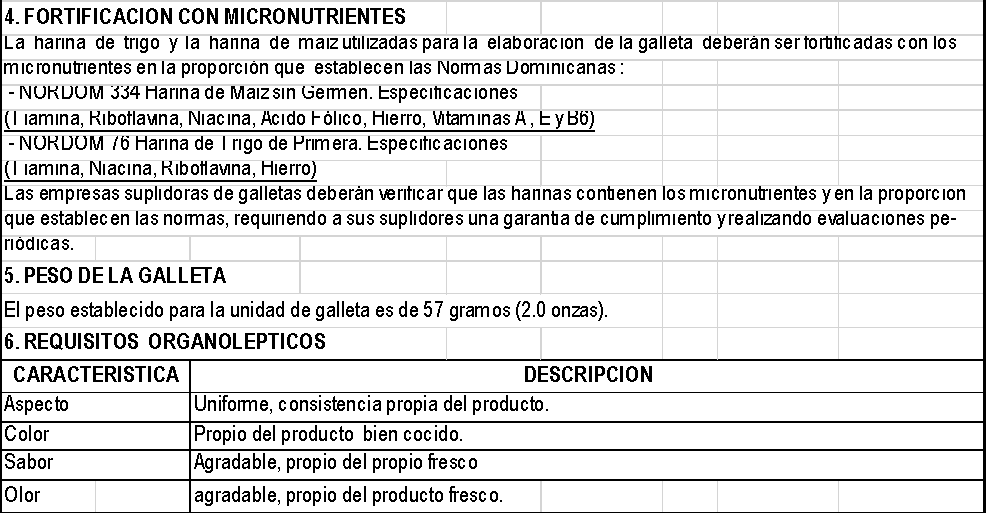 4. FORTIFICACION CON MICRONUTRIENTES
La harina de trigo y la harina de maiz utilizadas para la elaboración de la galleta deberán ser fortificadas con los
micronutrientes en la proporción que establecen las Normas Dominicanas :
- NORDOM 334 Harina de Maiz sin Germen. Especificaciones
(Tiamina, Riboflavina, Niacina, Acido Fólico, Hierro, Vitaminas A , E y B6)
- NORDOM 76 Harina de Trigo de Primera. Especificaciones
(Tiamina, Niacina, Riboflavina, Hierro)
Las empresas suplidoras de galletas deberán verificar que las harinas contienen los micronutrientes y en la proporción
que establecen las normas, requiriendo a sus suplidores una garantía de cumplimiento y realizando evaluaciones pe-
riódicas.
5. PESO DE LA GALLETA
El peso establecido para la unidad de galleta es de 57 gramos (2.0 onzas).
6. REQUISITOS ORGANOLEPTICOS
CARACTERISTICA DESCRIPCION
Aspecto Uniforme, consistencia propia del producto.
Color Propio del producto bien cocido.
Sabor Agradable, propio del propio fresco
Olor agradable, propio del producto fresco.